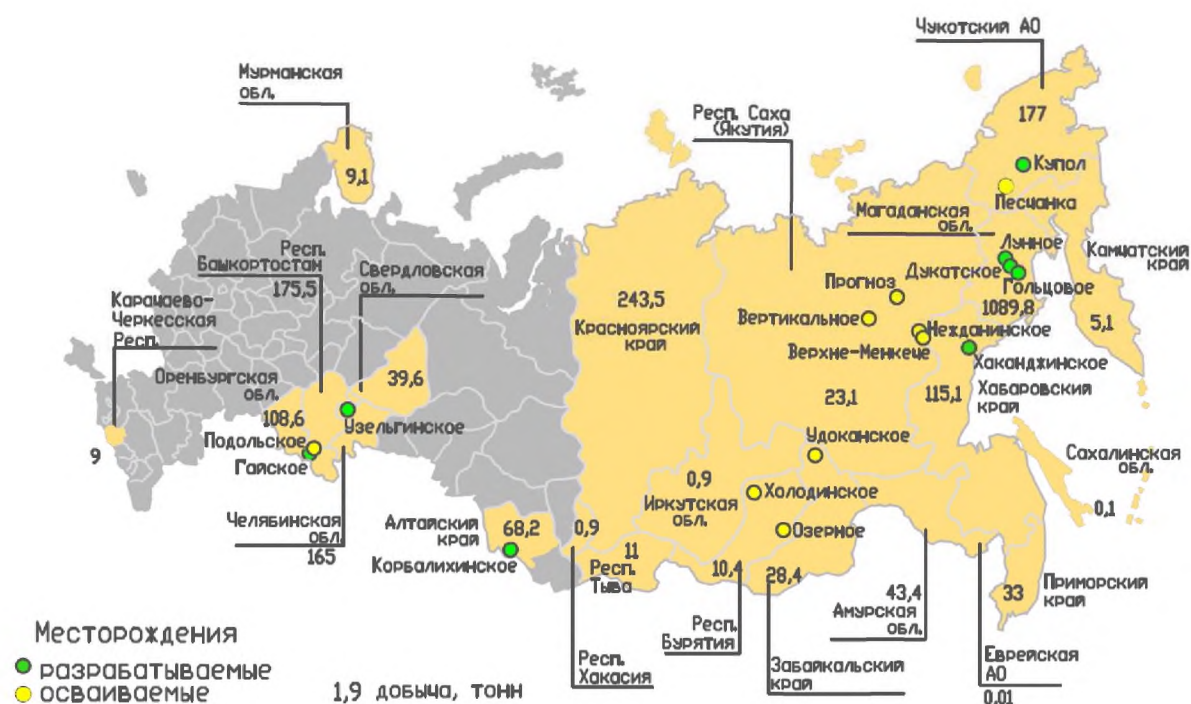 Чукотский АО
177
Купол
Песчанка
Мурманская
обл.
9,1
Респ. Саха
(Якутия)
Магаданская
обл.
Лунное
Дукатское
Гольцовое
1089,8
Камчатский
край
5,1
Прогноз
Вертикальное
Нежданинское
Верхне-Менкече
Хаканджинское
Хабаровский
край
115,1
23,1
243,5
Красноярский
край
Респ.
Башкортостан
175,5
Свердловская
обл.
39,6
Карачаево-
Черкесская
Респ.
9
Оренбургская
обл.
108,6
Узельгинское
Подольское
Гайское
Челябинская
обл.
165
Алтайский
край
68,2
Корбалихинское
0,9
Респ.
Хакасия
11
Респ.
Тыва
0,9
Иркутская
обл.
Удоканское
Холодинское
Озерное
10,4
Респ.
Бурятия
28,4
Забайкальский
край
43,4
Амурская
обл.
Еврейская
АО
0,01
33
Приморский
край
Сахалинская
обл.
0,1
Месторождения
разрабатываемые
осваиваемые
1,9 добыча, тонн